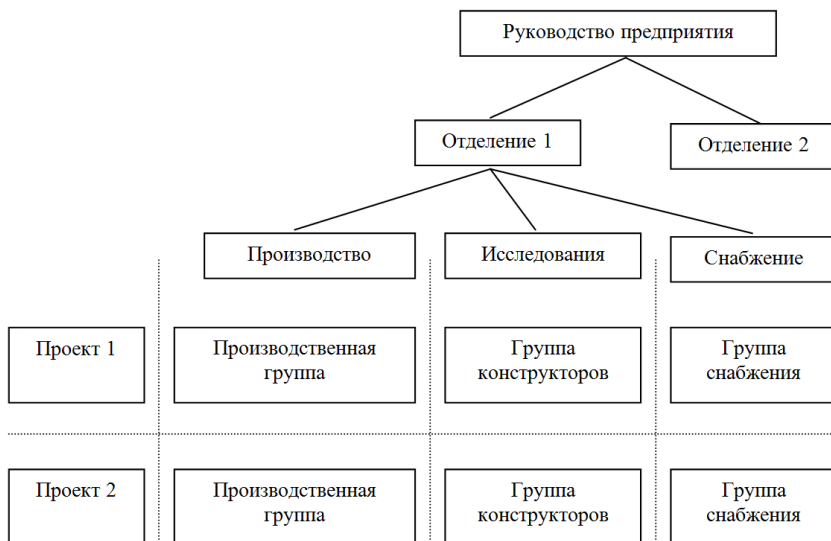 Руководство предприятия
Отделение 1
Отделение 2
Производство
Исследования
Снабжение
Проект 1
Производственная
группа
Группа
конструкторов
Группа
снабжения
Проект 2
Производственная
группа
Группа
конструкторов
Группа
снабжения